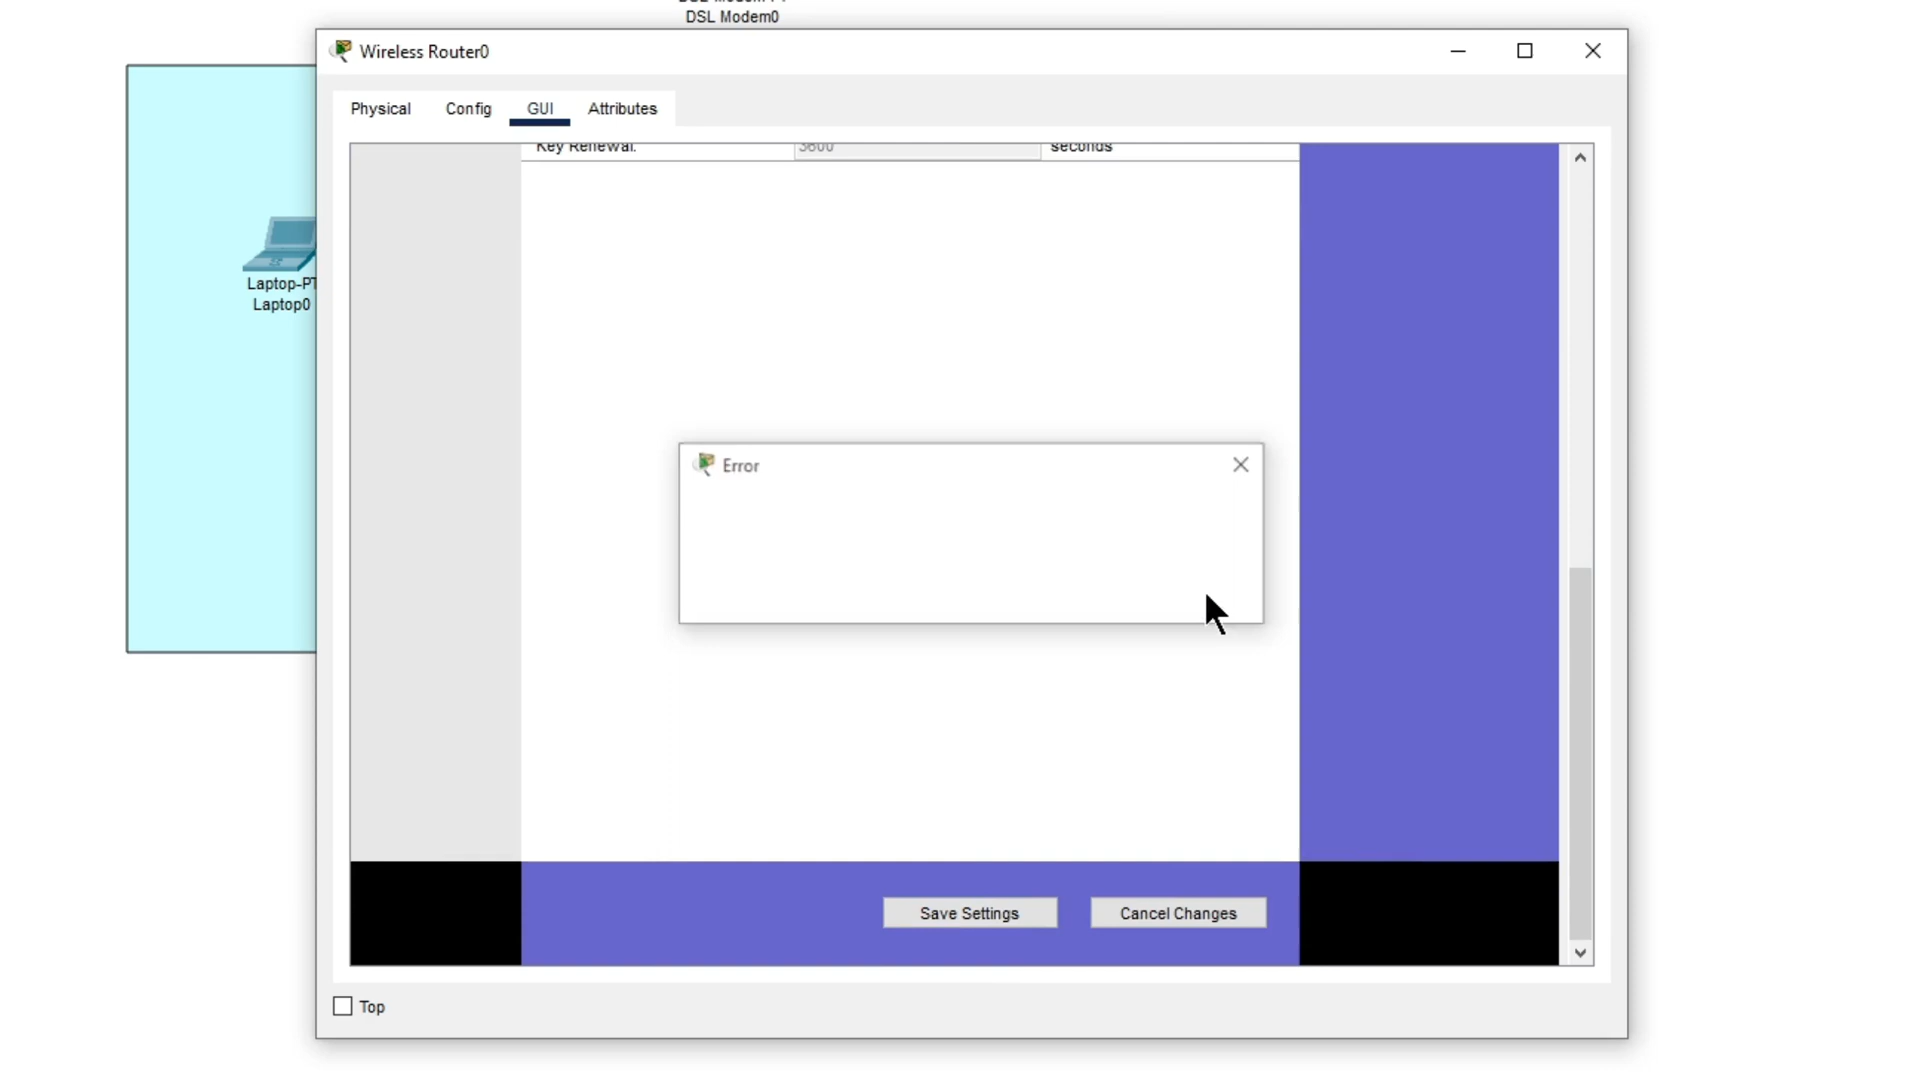 DSL Modem0
Wireless Router0
Physical
Config
GUI
Attributes
Key Renewal:
3600
seconds
Laptop-PT
Laptop0
Error
Save Settings
Cancel Changes
Top